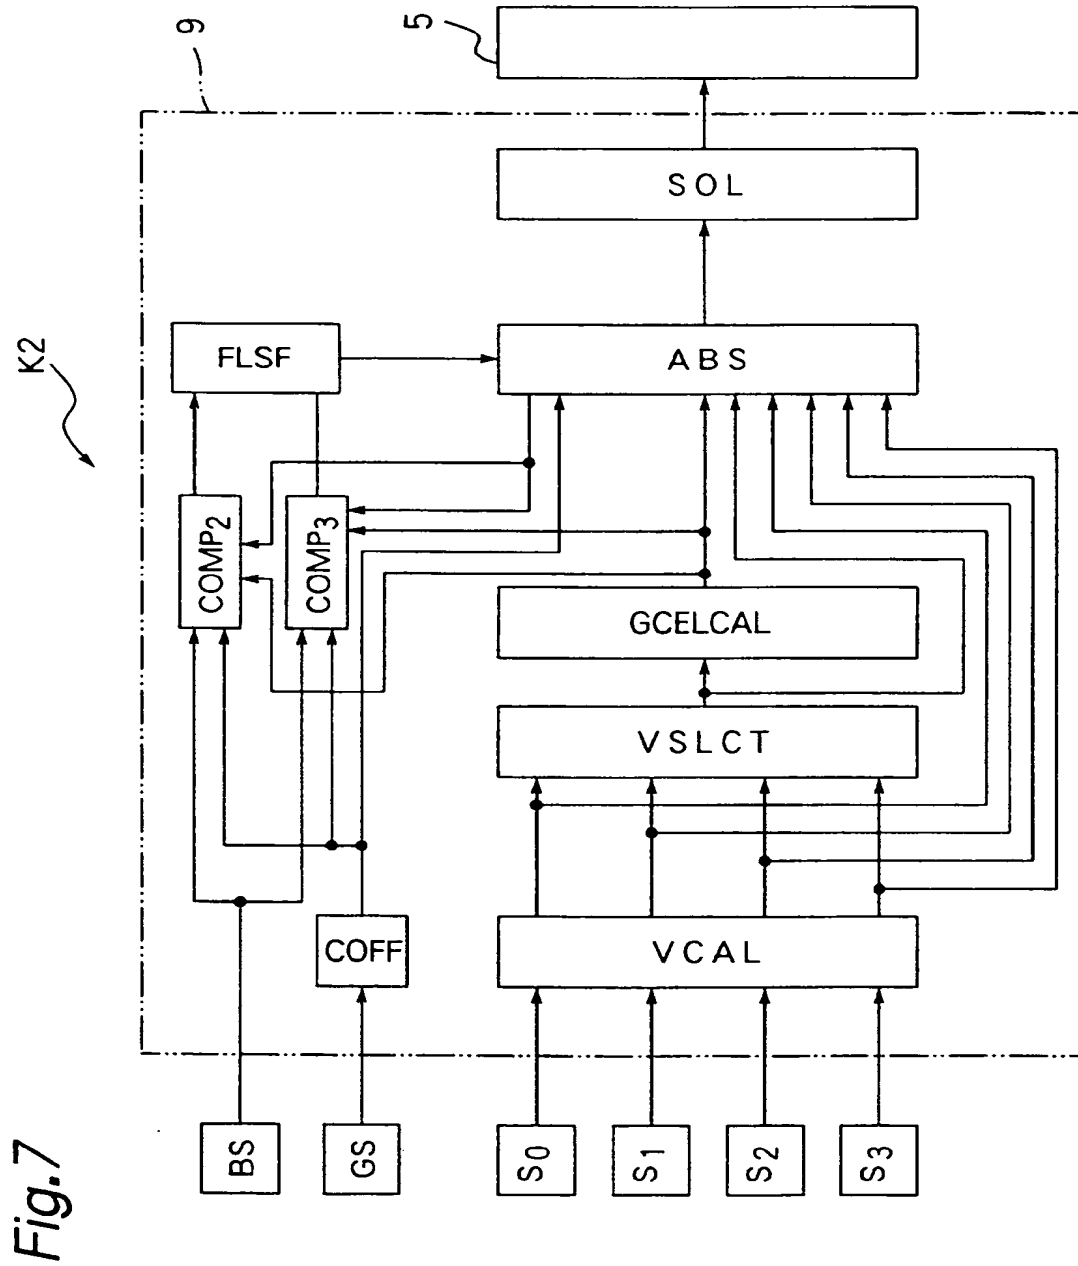 Fig.7
K2
9
5
SOL
FLSF
ABS
COMP2
COMP3
GCELCAL
VSLCT
COFF
VCAL
BS
GS
S0
S1
S2
S3